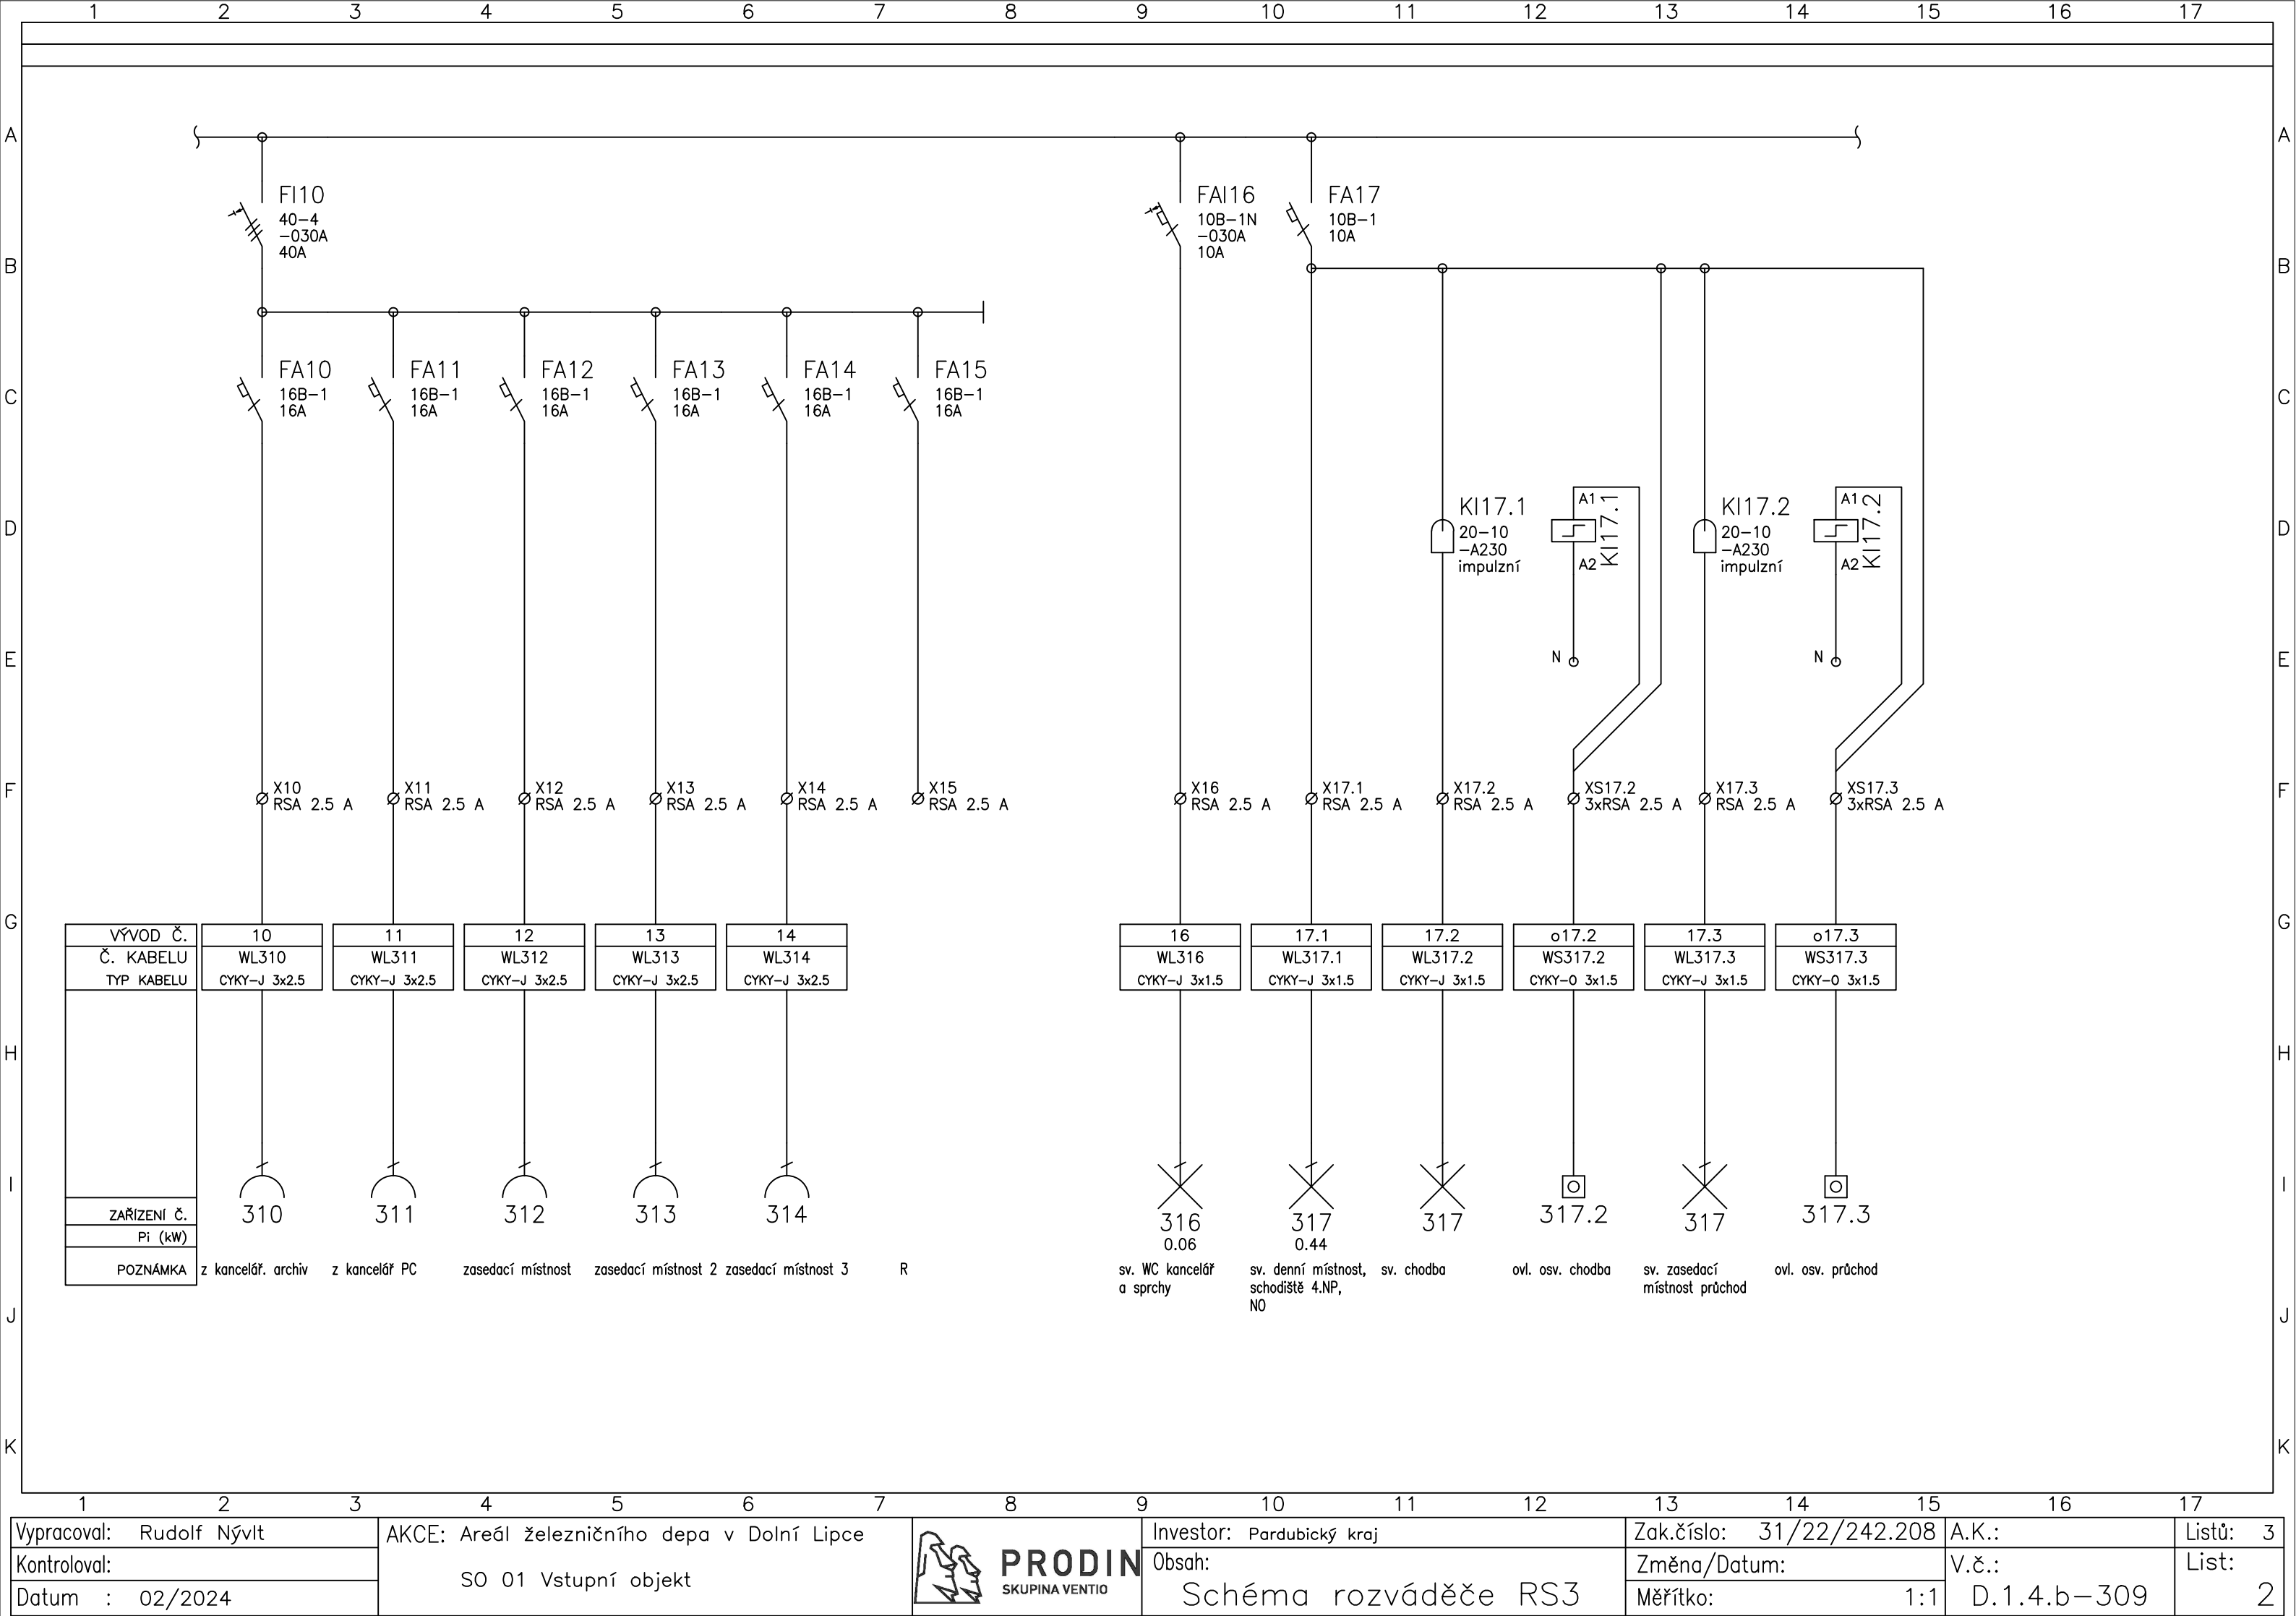 1 2 3 4 5 6 7 8 9 10 11 12 13 14 15 16 17
A A
FI10
40-4
-030A
40A
FAI16
10B-1N
-030A
10A
FA17
10B-1
10A
B B
FA10
16B-1
16A
FA11
16B-1
16A
FA12
16B-1
16A
FA13
16B-1
16A
FA14
16B-1
16A
FA15
16B-1
16A
C C
KI17.1
20-10
-A230
impulzní
A1
KI17.1
A2
KI17.2
20-10
-A230
impulzní
A1
KI17.2
A2
D D
N N
E E
X10
RSA 2.5 A
X11
RSA 2.5 A
X12
RSA 2.5 A
X13
RSA 2.5 A
X14
RSA 2.5 A
X15
RSA 2.5 A
X16
RSA 2.5 A
X17.1
RSA 2.5 A
X17.2
RSA 2.5 A
XS17.2
3xRSA 2.5 A
X17.3
RSA 2.5 A
XS17.3
3xRSA 2.5 A
F F
G G
VÝVOD Č. 10 11 12 13 14 16 17.1 17.2 o17.2 17.3 o17.3
Č. KABELU WL310 WL311 WL312 WL313 WL314 WL316 WL317.1 WL317.2 WS317.2 WL317.3 WS317.3
TYP KABELU CYKY-J 3x2.5 CYKY-J 3x2.5 CYKY-J 3x2.5 CYKY-J 3x2.5 CYKY-J 3x2.5 CYKY-J 3x1.5 CYKY-J 3x1.5 CYKY-J 3x1.5 CYKY-O 3x1.5 CYKY-J 3x1.5 CYKY-O 3x1.5
H H
I I
ZAŘÍZENÍ Č. 310 311 312 313 314 316 317 317 317.2 317 317.3
Pi (kW) 0.06 0.44
POZNÁMKA z kancelář. archiv z kancelář PC zasedací místnost zasedací místnost 2 zasedací místnost 3 R
sv. WC kancelář
a sprchy
sv. denní místnost,
schodiště 4.NP,
NO
sv. chodba
ovl. osv. chodba
sv. zasedací
místnost průchod
ovl. osv. průchod
J J
K K
1 2 3 4 5 6 7 8 9 10 11 12 13 14 15 16 17
Vypracoval: Rudolf Nývlt
Kontroloval:
Datum : 02/2024
AKCE: Areál železničního depa v Dolní Lipce
SO 01 Vstupní objekt
PRODIN
SKUPINA VENTIO
Investor: Pardubický kraj
Obsah:
Schéma rozváděče RS3
Zak.číslo: 31/22/242.208
Změna/Datum:
Měřítko: 1:1
A.K.:
V.č.:
D.1.4.b-309
Listů: 3
List:
2